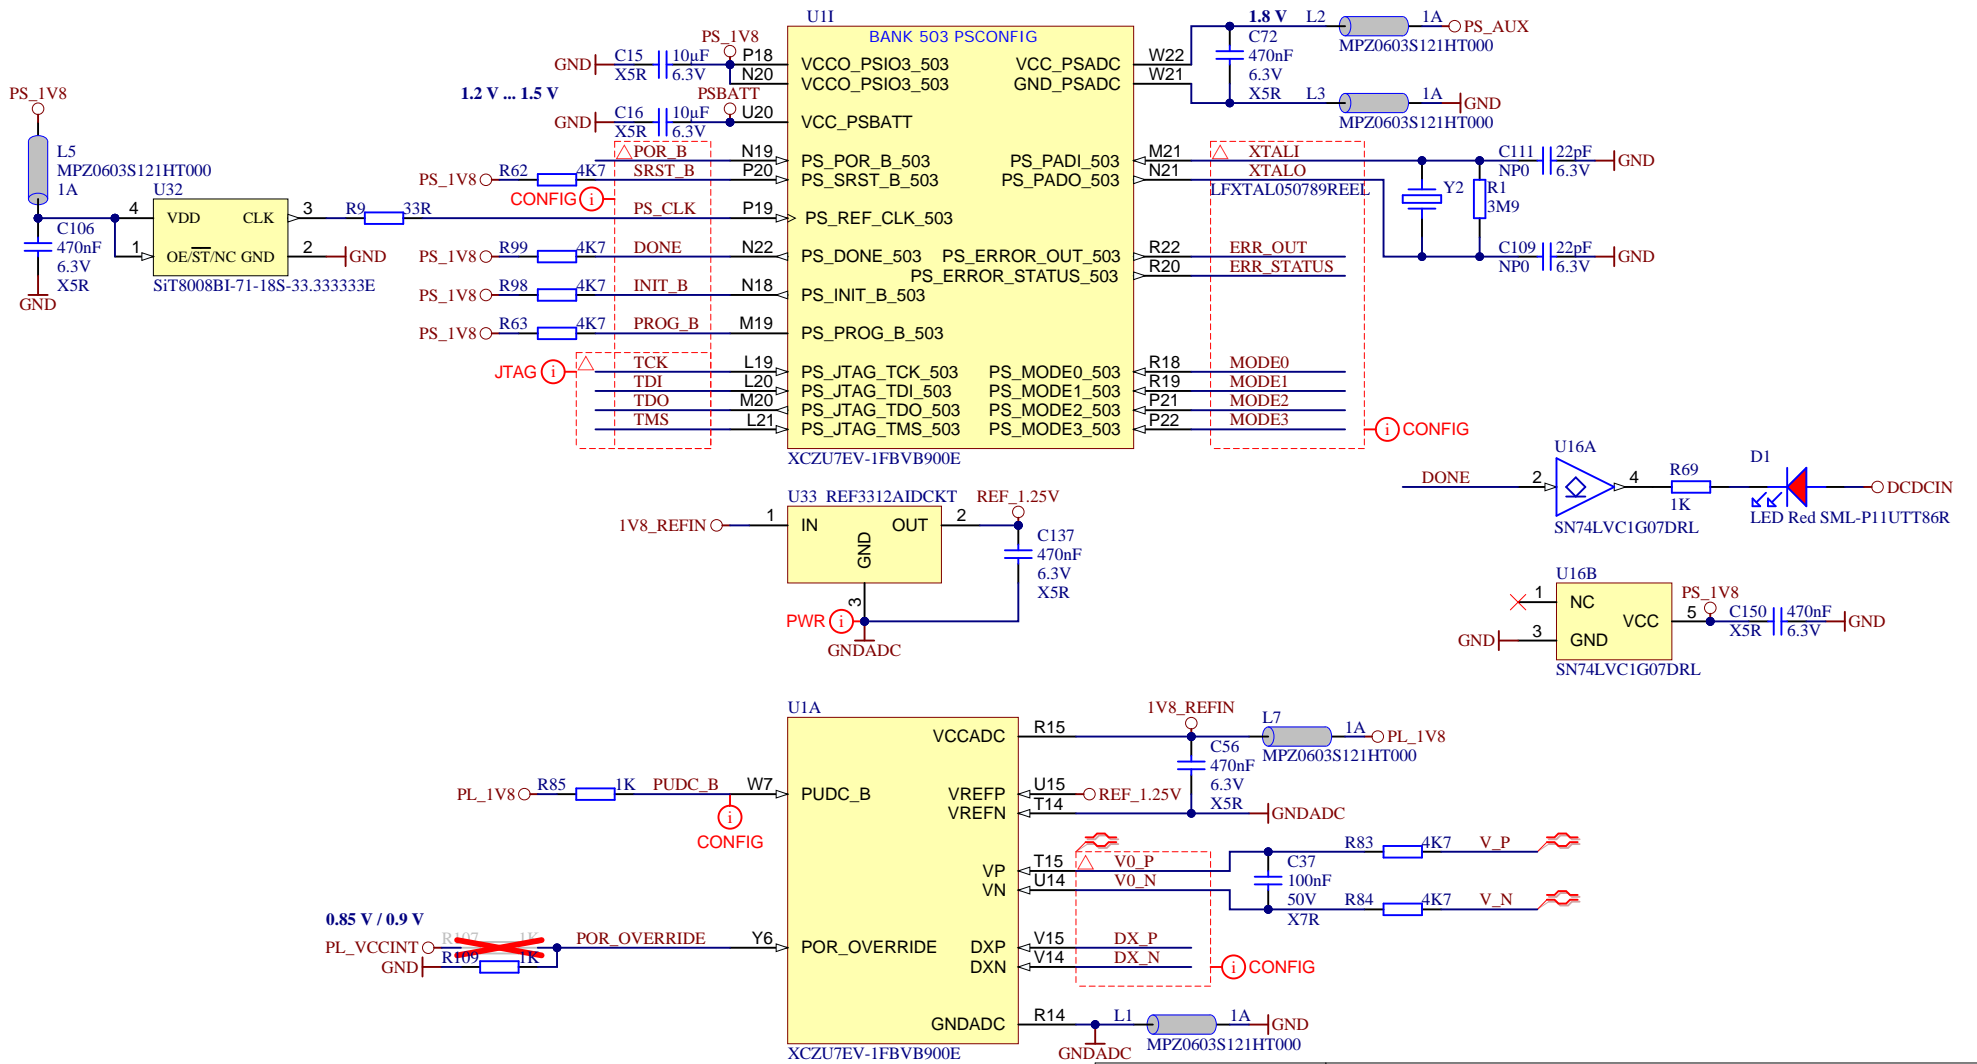 U1I
BANK 503 PSCONFIG
PS_1V8
C15 10µF
GND
X5R 6.3V
P18 VCCO_PSIO3_503
N20 VCCO_PSIO3_503
1.2 V ... 1.5 V
PSBATT
C16 10µF
GND
X5R 6.3V
U20 VCC_PSBATT
POR_B N19 PS_POR_B_503
PS_1V8 R62 4K7 SRST_B P20 PS_SRST_B_503
CONFIG
PS_CLK P19 PS_REF_CLK_503
PS_1V8 R99 4K7 DONE N22 PS_DONE_503
PS_1V8 R98 4K7 INIT_B N18 PS_INIT_B_503
PS_1V8 R63 4K7 PROG_B M19 PS_PROG_B_503
JTAG
TCK L19 PS_JTAG_TCK_503
TDI L20 PS_JTAG_TDI_503
TDO M20 PS_JTAG_TDO_503
TMS L21 PS_JTAG_TMS_503
XCZU7EV-1FBVB900E
PS_1V8
L5
MPZ0603S121HT000
1A
U32
4 VDD CLK 3
R9 33R
1 OE/ST/NC GND 2
GND
SiT8008BI-71-18S-33.333333E
C106
470nF
6.3V
X5R
GND
VCC_PSADC W22
GND_PSADC W21
1.8 V
C72
470nF
6.3V
X5R
L2 1A PS_AUX
MPZ0603S121HT000
L3 1A GND
MPZ0603S121HT000
PS_PADI_503 M21 XTALI
PS_PADO_503 N21 XTALO
LFXTAL050789REEL
Y2
R1
3M9
C111 22pF GND
NP0 6.3V
C109 22pF GND
NP0 6.3V
PS_ERROR_OUT_503 R22 ERR_OUT
PS_ERROR_STATUS_503 R20 ERR_STATUS
PS_MODE0_503 R18 MODE0
PS_MODE1_503 R19 MODE1
PS_MODE2_503 P21 MODE2
PS_MODE3_503 P22 MODE3
CONFIG
U16A
DONE 2 4
R69
1K
D1
DCDCIN
LED Red SML-P11UTT86R
SN74LVC1G07DRL
U33 REF3312AIDCKT
REF_1.25V
1V8_REFIN 1 IN OUT 2
GND
3
C137
470nF
6.3V
X5R
PWR
GNDADC
U16B
1 NC
VCC 5
GND 3 GND
PS_1V8
C150 470nF
X5R 6.3V
GND
SN74LVC1G07DRL
U1A
VCCADC R15
1V8_REFIN
L7 1A PL_1V8
MPZ0603S121HT000
C56
470nF
6.3V
X5R
PL_1V8 R85 1K PUDC_B W7 PUDC_B
CONFIG
VREFP U15 REF_1.25V
VREFN T14 GNDADC
VP T15 V0_P
VN U14 V0_N
C37
100nF
50V
X7R
R83 4K7 V_P
R84 4K7 V_N
0.85 V / 0.9 V
PL_VCCINT R107 1K
POR_OVERRIDE Y6 POR_OVERRIDE
GND R109 1K
DXP V15 DX_P
DXN V14 DX_N
CONFIG
GNDADC R14
L1 1A GND
GNDADC
MPZ0603S121HT000
XCZU7EV-1FBVB900E